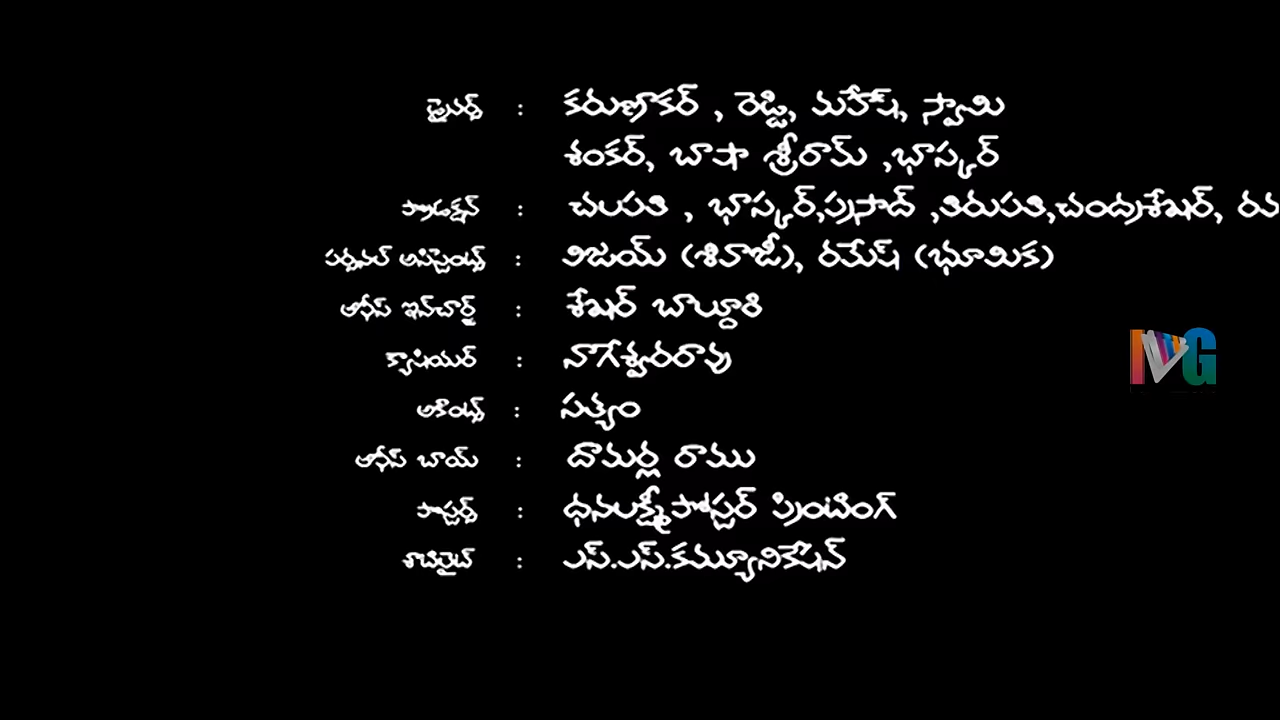 డ్రైవర్స్ : కరుణాకర్ , రెడ్డి, మహేష్, స్వామి
శంకర్, బాషా శ్రీరామ్ ,భాస్కర్
ప్రొడక్షన్ : చలపతి , భాస్కర్,ప్రసాద్ ,తిరుపతి,చంద్రశేఖర్,
పర్సనల్ అసిస్టెంట్స్ : విజయ్ (శివాజీ), రమేష్ (భూమిక)
ఆఫీస్ ఇన్‌చార్జ్ : శేఖర్ బాల్దూరి
క్యాషియర్ : నాగేశ్వరరావు
అకౌంట్స్ : సత్యం
ఆఫీస్ బాయ్ : దామర్ల రాము
పోస్టర్స్ : ధనలక్ష్మీపోస్టర్ ప్రింటింగ్
శాటిలైట్ : ఎస్.ఎస్.కమ్యూనికేషన్